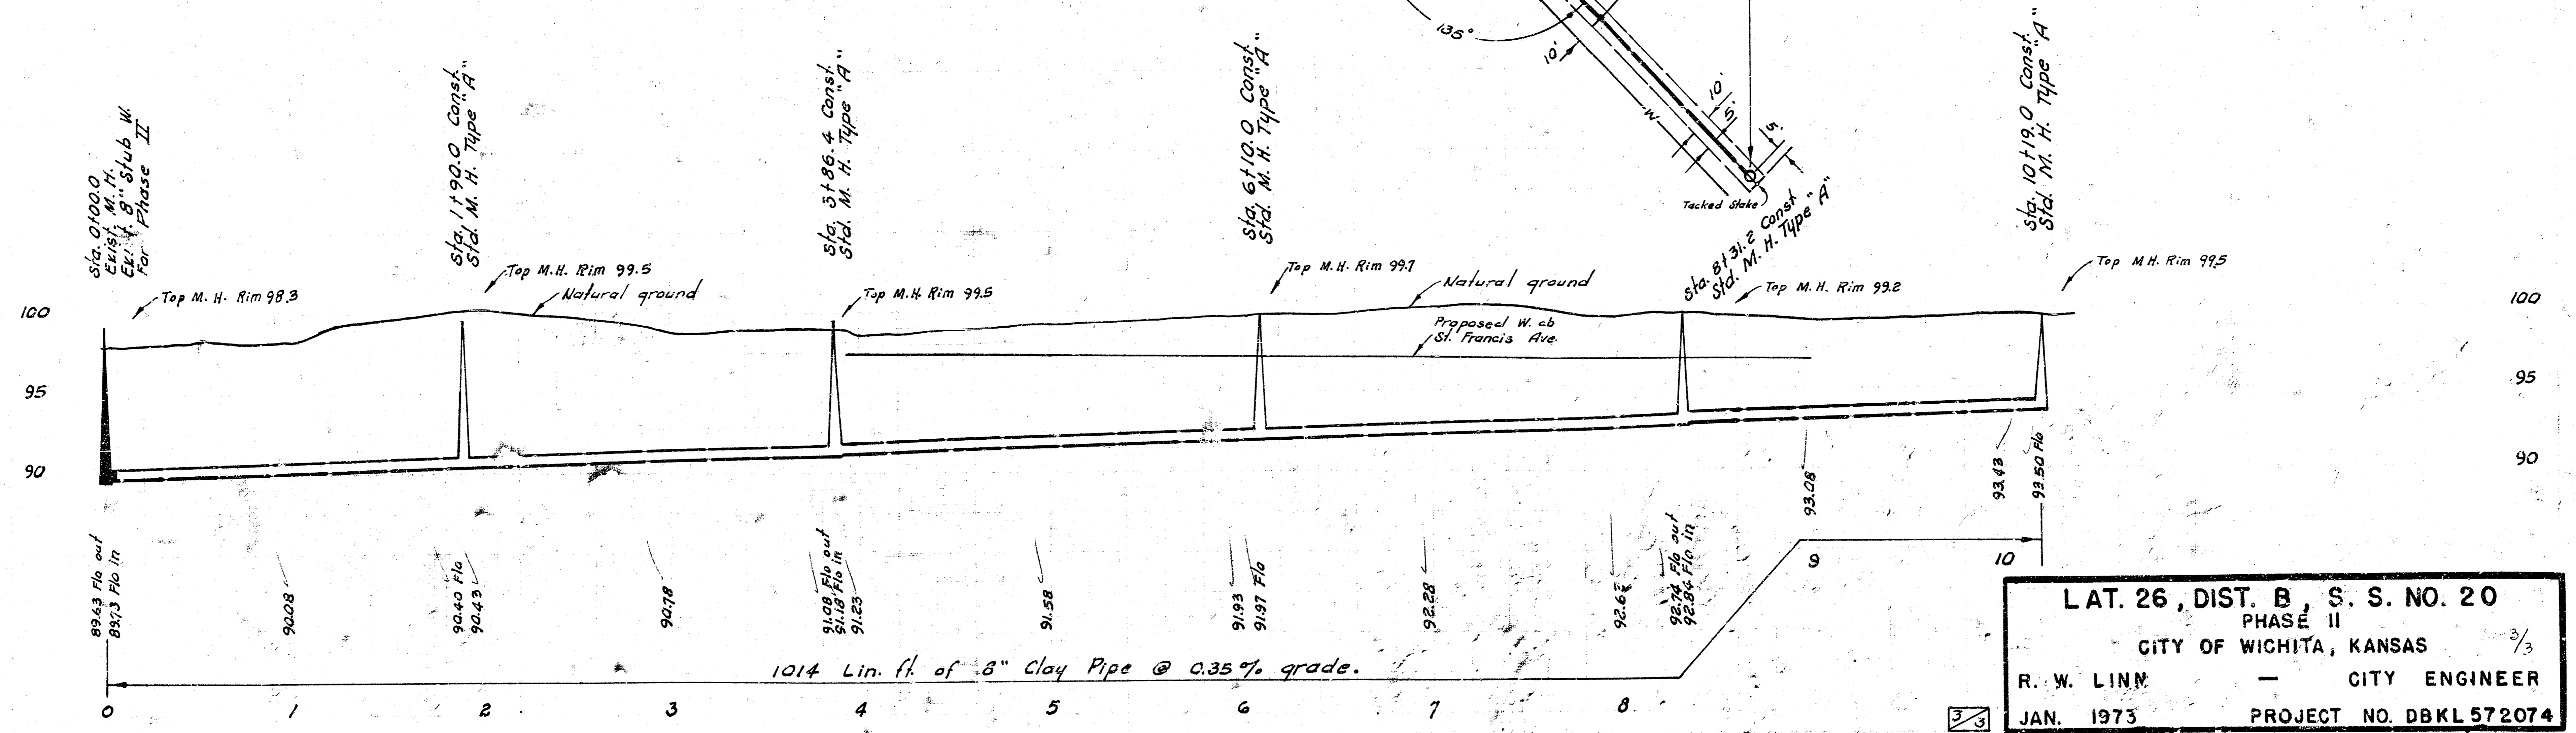 Sta. 0+00.0
Exist. M. H.
Ex. 8" Stub W.
For Phase II
Sta. 1+90.0 Const.
Std. M. H. Type "A"
Sta. 3+86.4 Const.
Std. M. H. Type "A"
Sta. 6+10.0 Const.
Std. M. H. Type "A"
Sta. 8+31.2 Const
Std. M. H. Type "A"
Sta. 10+19.0 Const.
Std. M. H. Type "A"
135°
10'
W
10'
5'
5'
Tacked Stake
Top M. H. Rim 98.3
Top M.H. Rim 99.5
Natural ground
Top M.H. Rim 99.5
Top M.H. Rim 99.7
Natural ground
Top M. H. Rim 99.2
Top M.H. Rim 99.5
Proposed W. cb
St. Francis Ave.
100
95
90
100
95
90
89.63 Flo out
89.73 Flo in
90.08
90.40 Flo
90.43
90.78
91.08 Flo out
91.18 Flo in
91.23
91.58
91.93
91.97 Flo
92.28
92.74 Flo out
92.84 Flo in
93.08
93.43
93.50 Flo
1014 Lin. ft. of 8" Clay Pipe @ 0.35% grade.
0 1 2 3 4 5 6 7 8 9 10
LAT. 26, DIST. B, S. S. NO. 20
PHASE II
CITY OF WICHITA, KANSAS 3/3
R. W. LINN — CITY ENGINEER
JAN. 1973 PROJECT NO. DBKL 572074
3/3